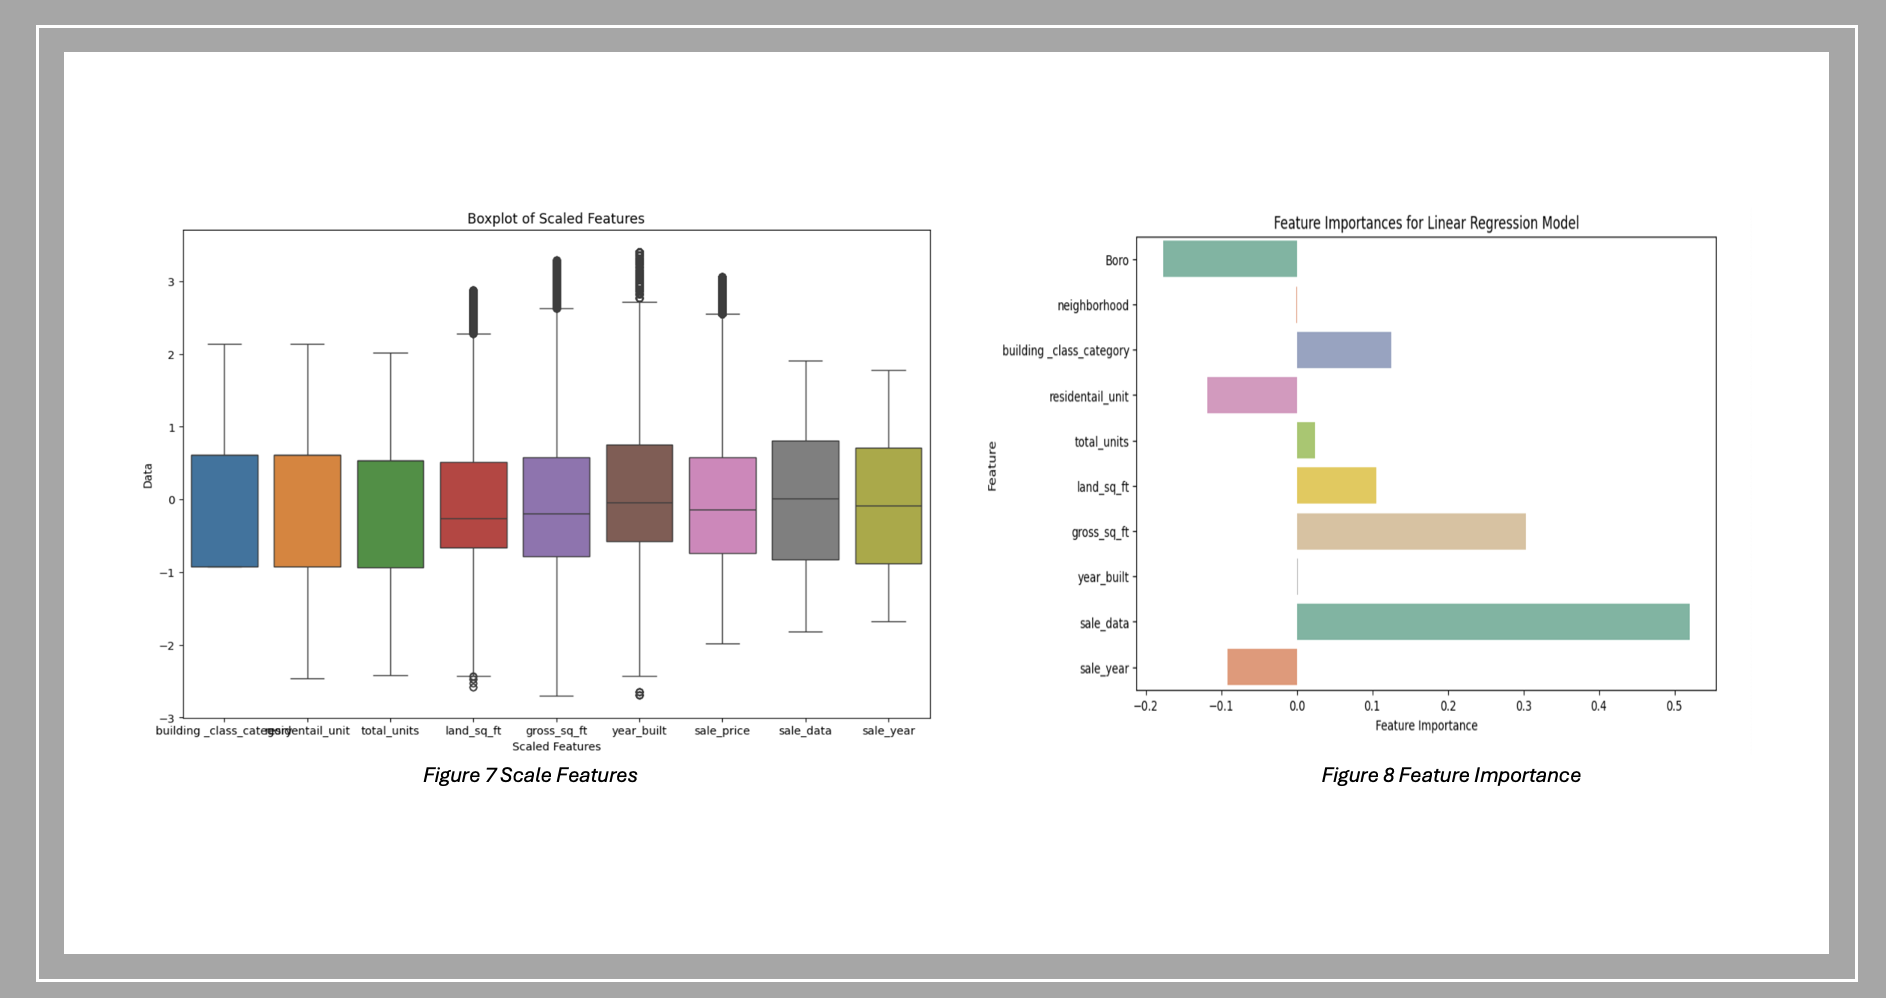 Boxplot of Scaled Features
Data
3
2
1
0
−1
−2
−3
building _class_category
residentail_unit
total_units
land_sq_ft
gross_sq_ft
year_built
sale_price
sale_data
sale_year
Scaled Features
Figure 7 Scale Features
Feature Importances for Linear Regression Model
Feature
Boro
neighborhood
building _class_category
residentail_unit
total_units
land_sq_ft
gross_sq_ft
year_built
sale_data
sale_year
−0.2 −0.1 0.0 0.1 0.2 0.3 0.4 0.5
Feature Importance
Figure 8 Feature Importance